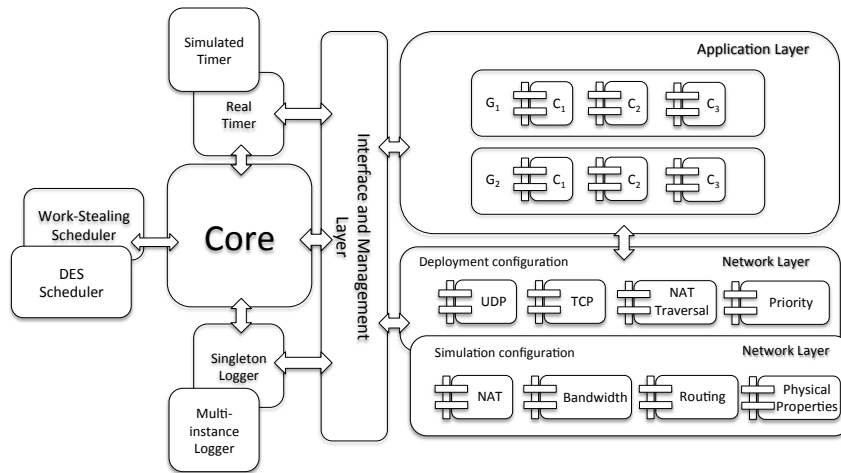 Simulated
Timer
Real
Timer
Work-Stealing
Scheduler
DES
Scheduler
Core
Singleton
Logger
Multi-
instance
Logger
Interface and Management
Layer
Application Layer
G1 C1 C2 C3
G2 C1 C2 C3
Deployment configuration Network Layer
UDP TCP NAT
Traversal Priority
Simulation configuration Network Layer
NAT Bandwidth Routing Physical
Properties